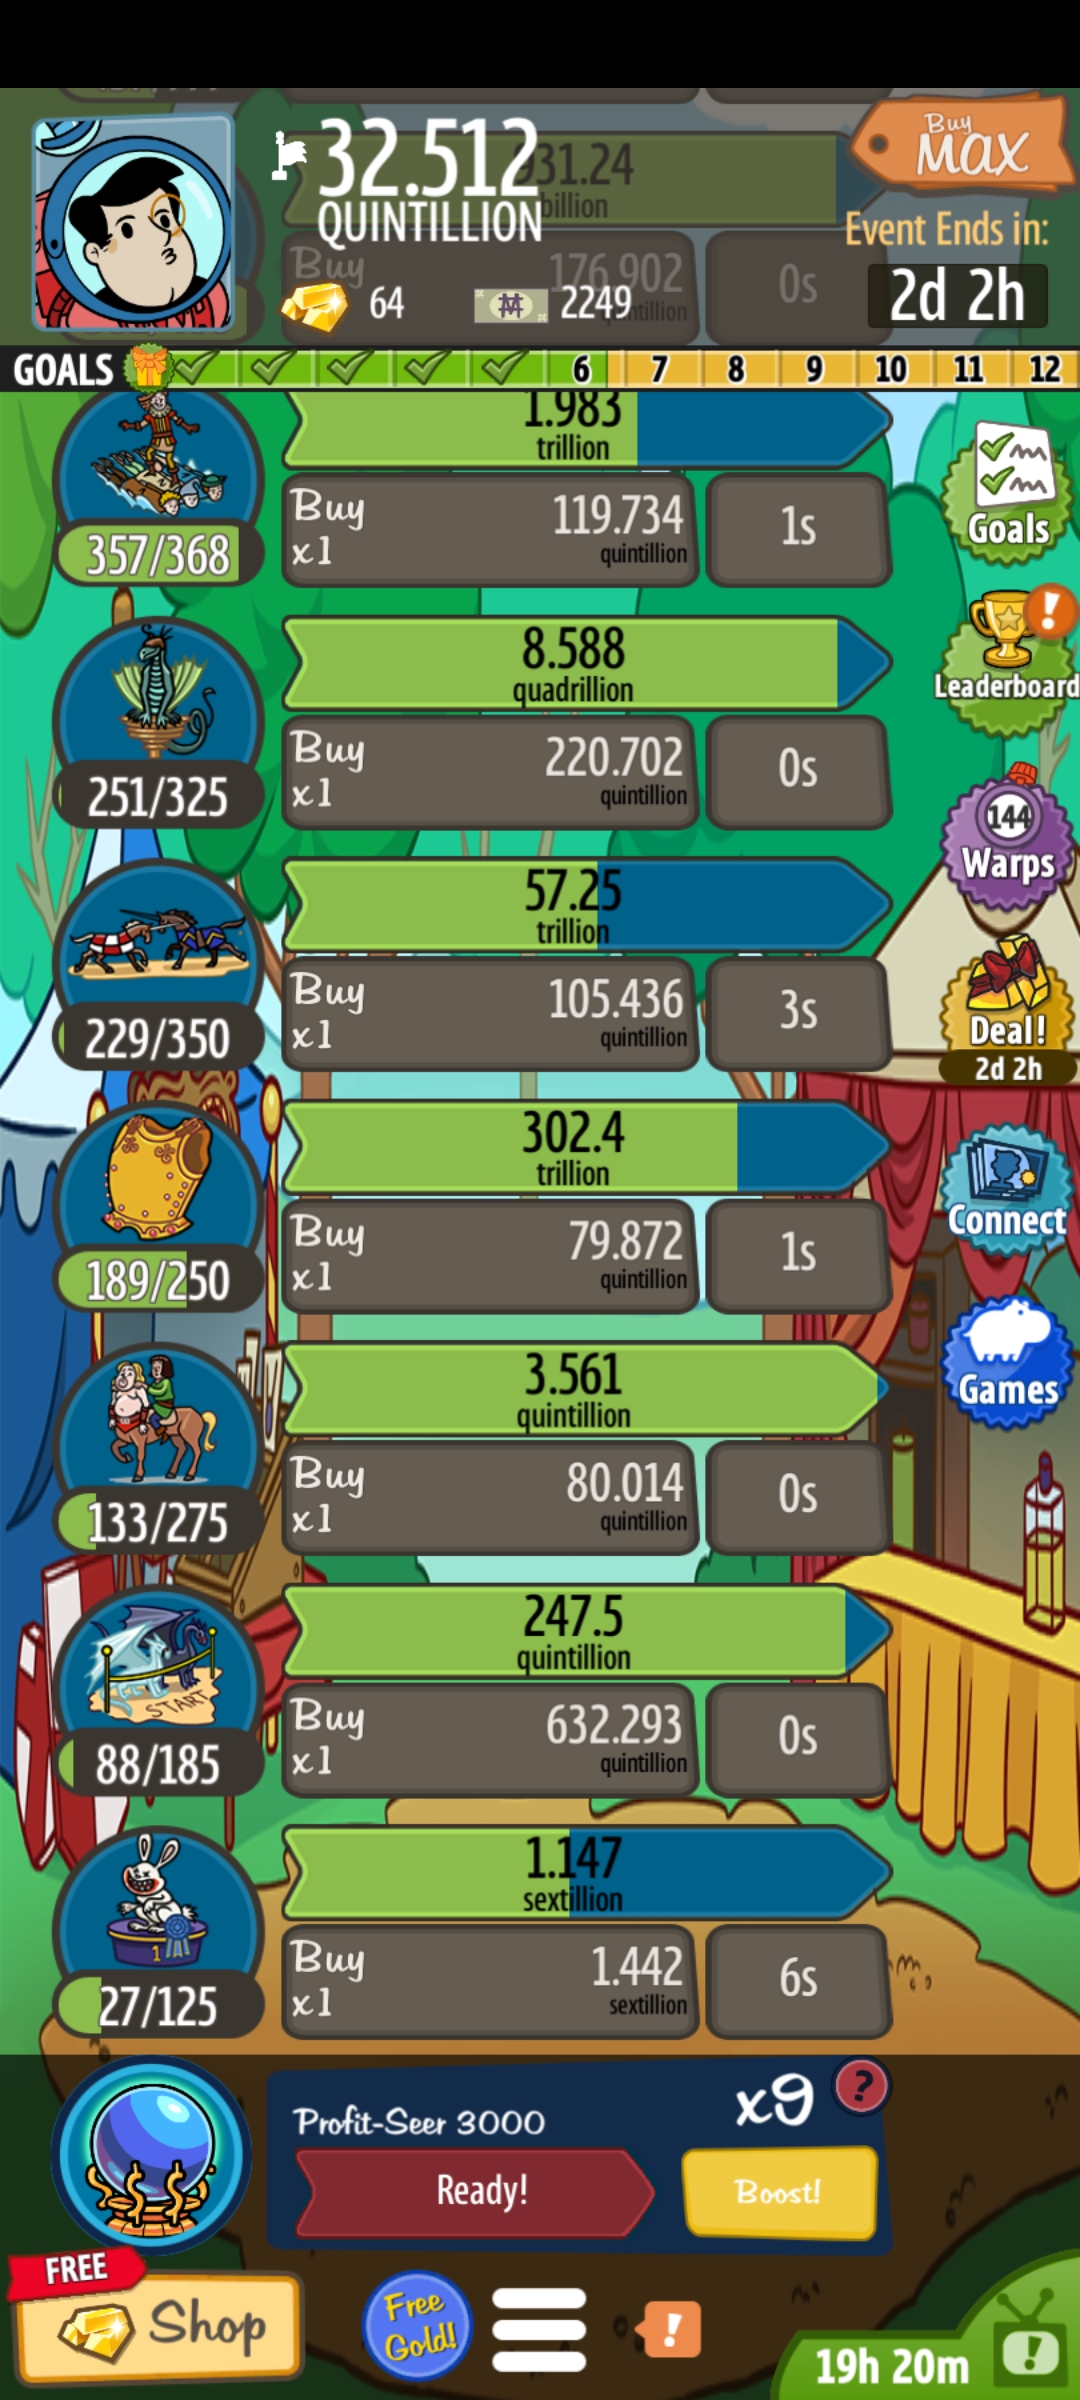 32.512
QUINTILLION
931.24
billion
Buy
MAX
Event Ends in:
2d 2h
Buy
176.902
quintillion
0s
64
2249
GOALS
6 7 8 9 10 11 12
1.983
trillion
Buy
x1
119.734
quintillion
1s
357/368
Goals
8.588
quadrillion
Buy
x1
220.702
quintillion
0s
251/325
Leaderboard
!
57.25
trillion
Buy
x1
105.436
quintillion
3s
229/350
144
Warps
Deal!
2d 2h
302.4
trillion
Buy
x1
79.872
quintillion
1s
189/250
Connect
3.561
quintillion
Buy
x1
80.014
quintillion
0s
133/275
Games
247.5
quintillion
Buy
x1
632.293
quintillion
0s
START
88/185
1.147
sextillion
Buy
x1
1.442
sextillion
6s
1
27/125
Profit-Seer 3000
x9
?
Ready!
Boost!
FREE
Shop
Free
Gold!
!
19h 20m
!